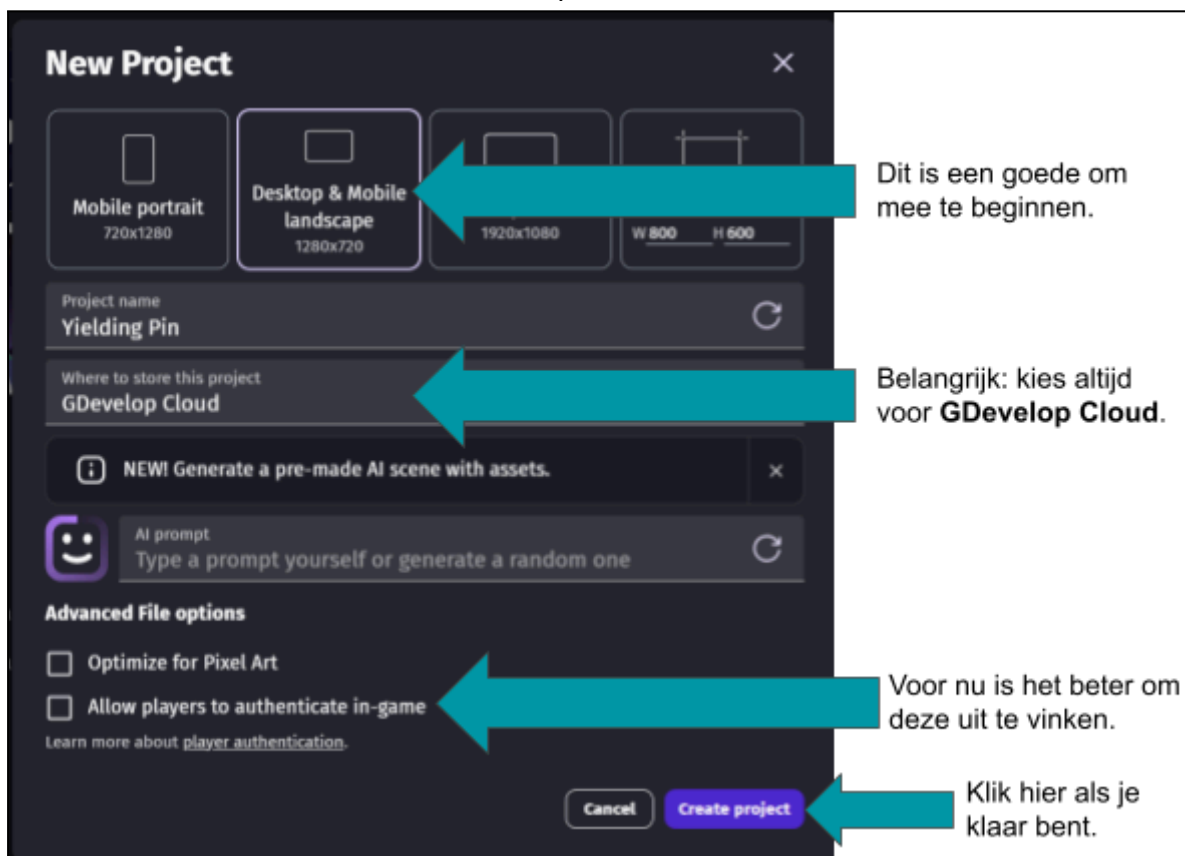 New Project
Mobile portrait
720x1280
Desktop & Mobile
landscape
1280x720
1920x1080
W 800 H 600
Dit is een goede om
mee te beginnen.
Project name
Yielding Pin
Where to store this project
GDevelop Cloud
Belangrijk: kies altijd
voor GDevelop Cloud.
NEW! Generate a pre-made AI scene with assets.
AI prompt
Type a prompt yourself or generate a random one
Advanced File options
Optimize for Pixel Art
Allow players to authenticate in-game
Learn more about player authentication.
Voor nu is het beter om
deze uit te vinken.
Cancel
Create project
Klik hier als je
klaar bent.